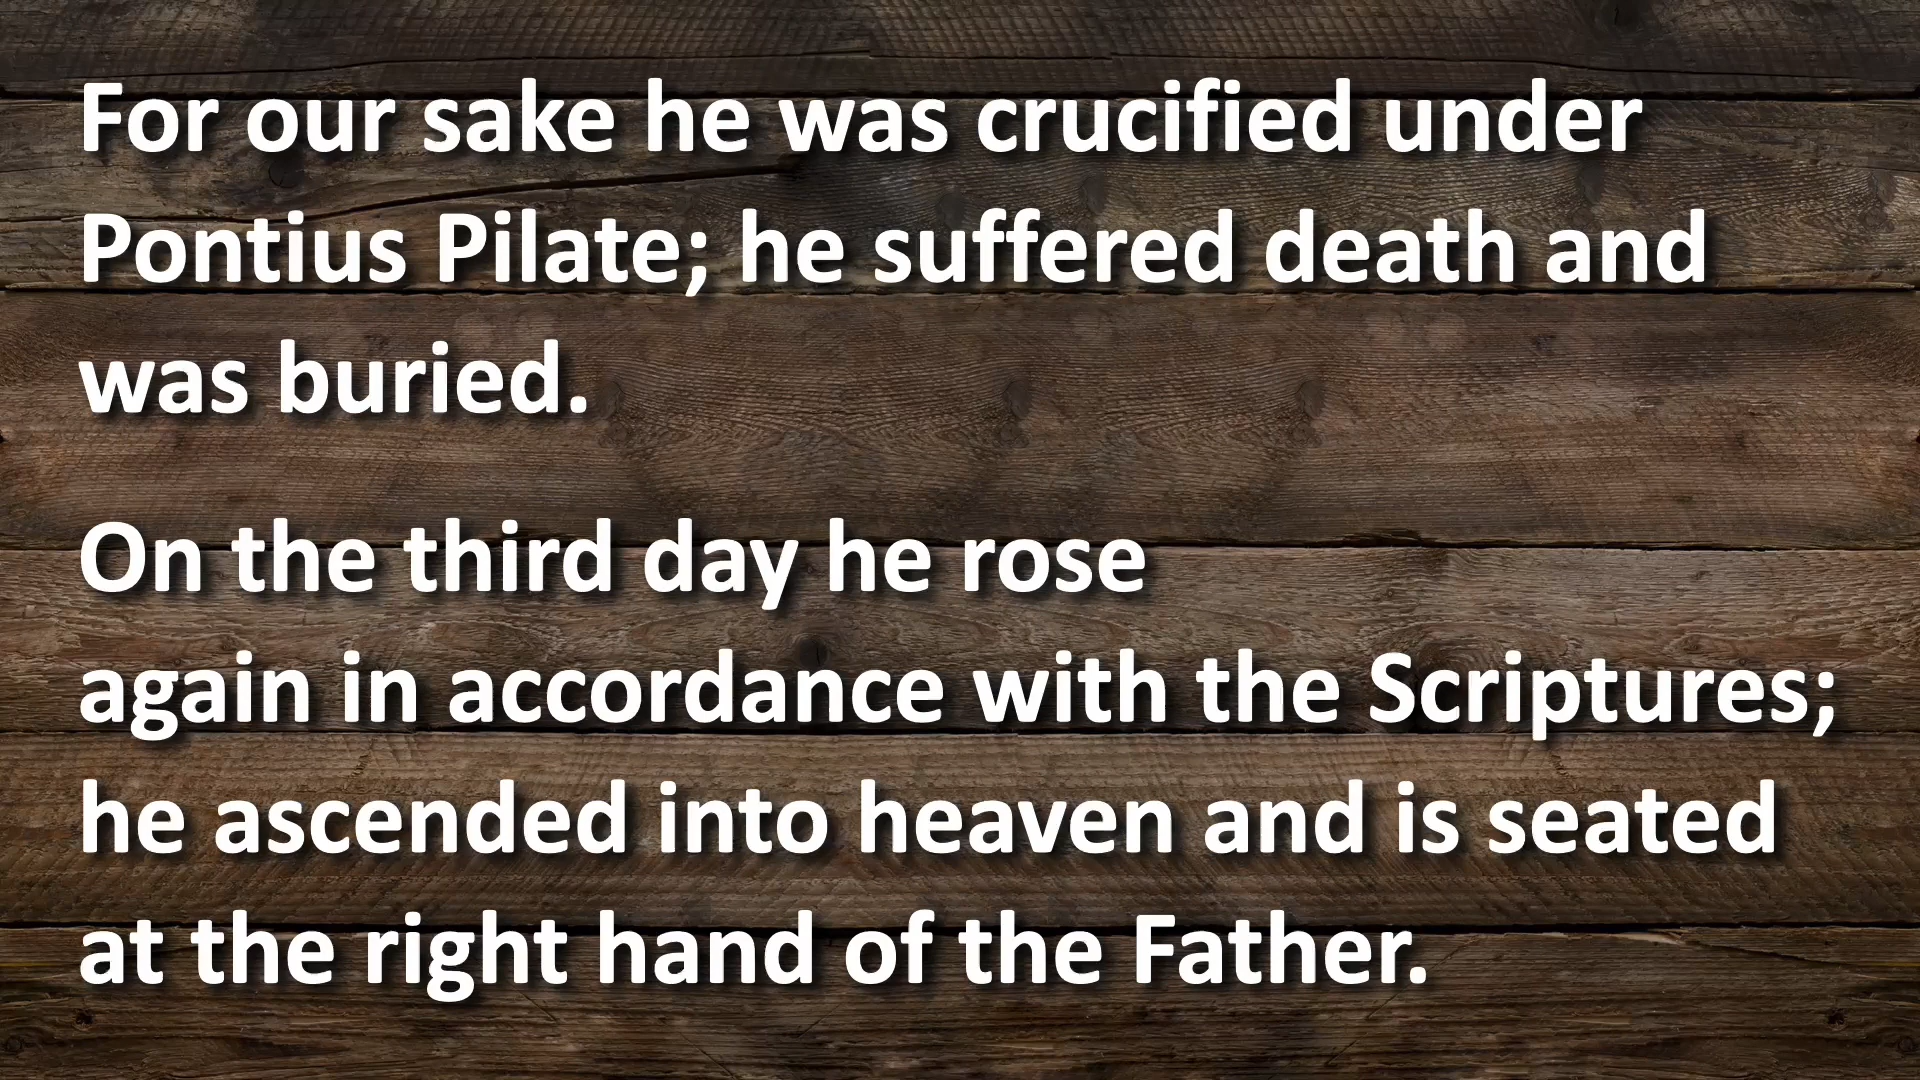 For our sake he was crucified under
Pontius Pilate; he suffered death and
was buried.
On the third day he rose
again in accordance with the Scriptures;
he ascended into heaven and is seated
at the right hand of the Father.